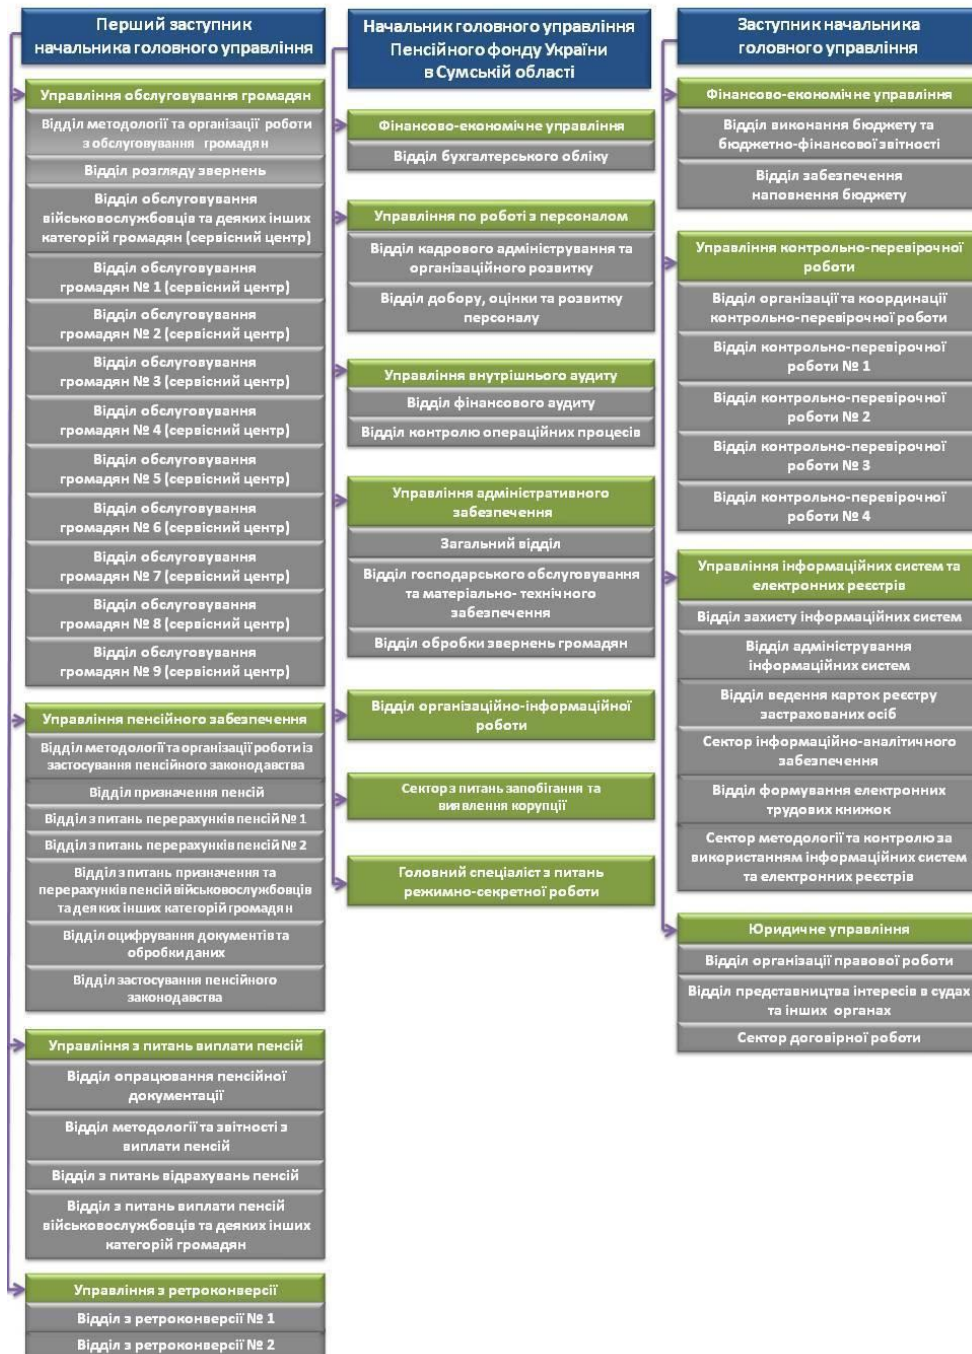 Перший заступник
начальника головного управління
Управління обслуговування громадян
Відділ методології та організації роботи
з обслуговування громадян
Відділ розгляду звернень
Відділ обслуговування
військовослужбовців та деяких інших
категорій громадян (сервісний центр)
Відділ обслуговування
громадян № 1 (сервісний центр)
Відділ обслуговування
громадян № 2 (сервісний центр)
Відділ обслуговування
громадян № 3 (сервісний центр)
Відділ обслуговування
громадян № 4 (сервісний центр)
Відділ обслуговування
громадян № 5 (сервісний центр)
Відділ обслуговування
громадян № 6 (сервісний центр)
Відділ обслуговування
громадян № 7 (сервісний центр)
Відділ обслуговування
громадян № 8 (сервісний центр)
Відділ обслуговування
громадян № 9 (сервісний центр)
Управління пенсійного забезпечення
Відділ методології та організації роботи із
застосування пенсійного законодавства
Відділ призначення пенсій
Відділ з питань перерахунків пенсій № 1
Відділ з питань перерахунків пенсій № 2
Відділ з питань призначення та
перерахунків пенсій військовослужбовців
та деяких інших категорій громадян
Відділ оцифрування документів та
обробки даних
Відділ застосування пенсійного
законодавства
Управління з питань виплати пенсій
Відділ опрацювання пенсійної
документації
Відділ методології та звітності з
виплати пенсій
Відділ з питань відрахувань пенсій
Відділ з питань виплати пенсій
військовослужбовців та деяких інших
категорій громадян
Управління з ретроконверсії
Відділ з ретроконверсії № 1
Відділ з ретроконверсії № 2
Начальник головного управління
Пенсійного фонду України
в Сумській області
Фінансово-економічне управління
Відділ бухгалтерського обліку
Управління по роботі з персоналом
Відділ кадрового адміністрування та
організаційного розвитку
Відділ добору, оцінки та розвитку
персоналу
Управління внутрішнього аудиту
Відділ фінансового аудиту
Відділ контролю операційних процесів
Управління адміністративного
забезпечення
Загальний відділ
Відділ господарського обслуговування
та матеріально- технічного
забезпечення
Відділ обробки звернень громадян
Відділ організаційно-інформаційної
роботи
Сектор з питань запобігання та
виявлення корупції
Головний спеціаліст з питань
режимно-секретної роботи
Заступник начальника
головного управління
Фінансово-економічне управління
Відділ виконання бюджету та
бюджетно-фінансової звітності
Відділ забезпечення
наповнення бюджету
Управління контрольно-перевірочної
роботи
Відділ організації та координації
контрольно-перевірочної роботи
Відділ контрольно-перевірочної
роботи № 1
Відділ контрольно-перевірочної
роботи № 2
Відділ контрольно-перевірочної
роботи № 3
Відділ контрольно-перевірочної
роботи № 4
Управління інформаційних систем та
електронних реєстрів
Відділ захисту інформаційних систем
Відділ адміністрування
інформаційних систем
Відділ ведення карток реєстру
застрахованих осіб
Сектор інформаційно-аналітичного
забезпечення
Відділ формування електронних
трудових книжок
Сектор методології та контролю за
використанням інформаційних систем
та електронних реєстрів
Юридичне управління
Відділ організації правової роботи
Відділ представництва інтересів в судах
та інших органах
Сектор договірної роботи